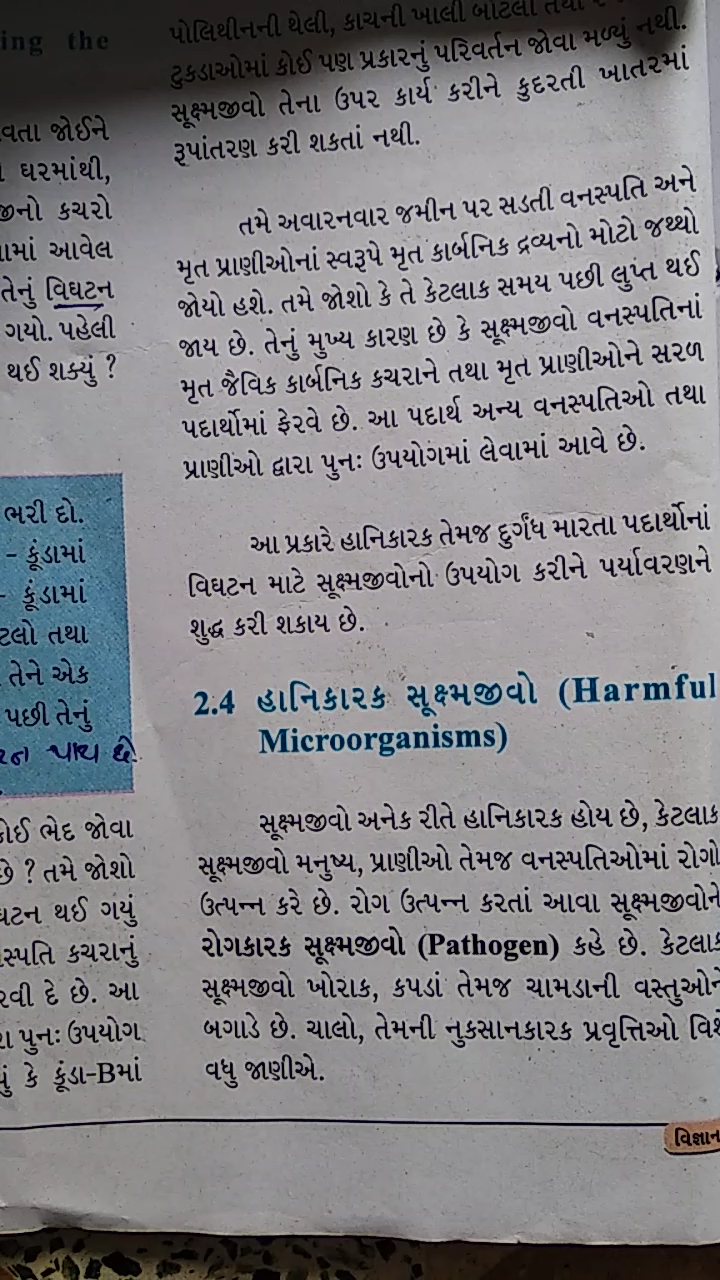 ing the
વતા જોઈને
ઘરમાંથી,
જીનો કચરો
ામાં આવેલ
તેનું વિઘટન
ગયો. પહેલી
થઈ શક્યું ?
ભરી દો.
- કૂંડામાં
- કૂંડામાં
ટલો તથા
તેને એક
પછી તેનું
થાય છે
કોઈ ભેદ જોવા
છે ? તમે જોશો
ઘટન થઈ ગયું
સ્પતિ કચરાનું
રવી દે છે. આ
રા પુનઃ ઉપયોગ
યું કે કૂંડા-Bમાં
પોલિથીનની થેલી, કાચની ખાલી બોટલો તથા
ટુકડાઓમાં કોઈ પણ પ્રકારનું પરિવર્તન જોવા મળ્યું નથી.
સૂક્ષ્મજીવો તેના ઉપર કાર્ય કરીને કુદરતી ખાતરમાં
રૂપાંતરણ કરી શકતાં નથી.
તમે અવારનવાર જમીન પર સડતી વનસ્પતિ અને
મૃત પ્રાણીઓનાં સ્વરૂપે મૃત કાર્બનિક દ્રવ્યનો મોટો જથ્થો
જોયો હશે. તમે જોશો કે તે કેટલાક સમય પછી લુપ્ત થઈ
જાય છે. તેનું મુખ્ય કારણ છે કે સૂક્ષ્મજીવો વનસ્પતિનાં
મૃત જૈવિક કાર્બનિક કચરાને તથા મૃત પ્રાણીઓને સરળ
પદાર્થોમાં ફેરવે છે. આ પદાર્થ અન્ય વનસ્પતિઓ તથા
પ્રાણીઓ દ્વારા પુનઃ ઉપયોગમાં લેવામાં આવે છે.
આ પ્રકારે હાનિકારક તેમજ દુર્ગંધ મારતા પદાર્થોનાં
વિઘટન માટે સૂક્ષ્મજીવોનો ઉપયોગ કરીને પર્યાવરણને
શુદ્ધ કરી શકાય છે.
2.4 હાનિકારક સૂક્ષ્મજીવો (Harmful
Microorganisms)
સૂક્ષ્મજીવો અનેક રીતે હાનિકારક હોય છે, કેટલાક
સૂક્ષ્મજીવો મનુષ્ય, પ્રાણીઓ તેમજ વનસ્પતિઓમાં રોગો
ઉત્પન્ન કરે છે. રોગ ઉત્પન્ન કરતાં આવા સૂક્ષ્મજીવોને
રોગકારક સૂક્ષ્મજીવો (Pathogen) કહે છે. કેટલાક
સૂક્ષ્મજીવો ખોરાક, કપડાં તેમજ ચામડાની વસ્તુઓને
બગાડે છે. ચાલો, તેમની નુકસાનકારક પ્રવૃત્તિઓ વિશે
વધુ જાણીએ.
વિજ્ઞાન